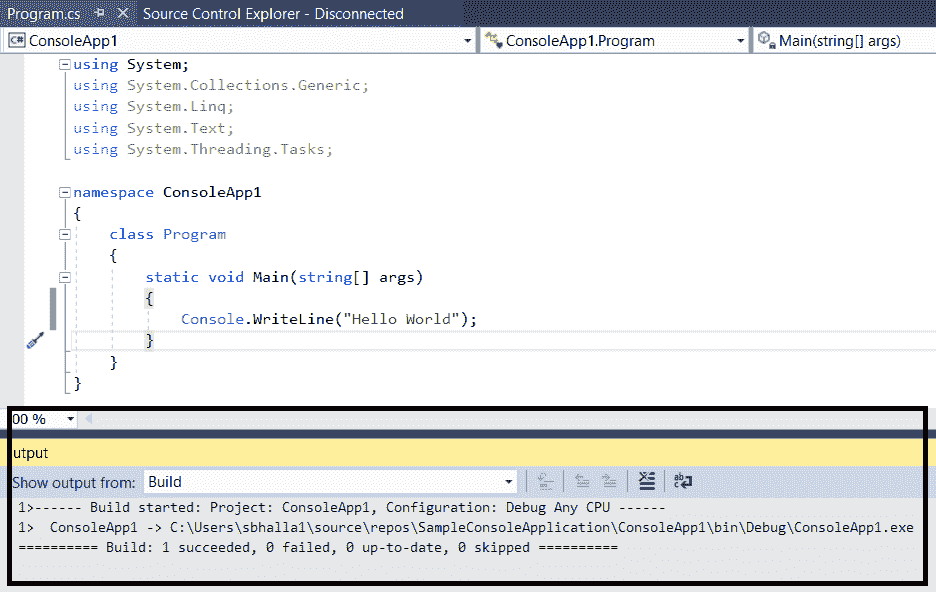 Program.cs
Source Control Explorer - Disconnected
C# ConsoleApp1
ConsoleApp1.Program
Main(string[] args)
using System;
using System.Collections.Generic;
using System.Linq;
using System.Text;
using System.Threading.Tasks;
namespace ConsoleApp1
{
class Program
{
static void Main(string[] args)
{
Console.WriteLine("Hello World");
}
}
}
00 %
utput
Show output from: Build
1>------ Build started: Project: ConsoleApp1, Configuration: Debug Any CPU ------
1>  ConsoleApp1 -> C:\Users\sbhalla1\source\repos\SampleConsoleApplication\ConsoleApp1\bin\Debug\ConsoleApp1.exe
========== Build: 1 succeeded, 0 failed, 0 up-to-date, 0 skipped ==========